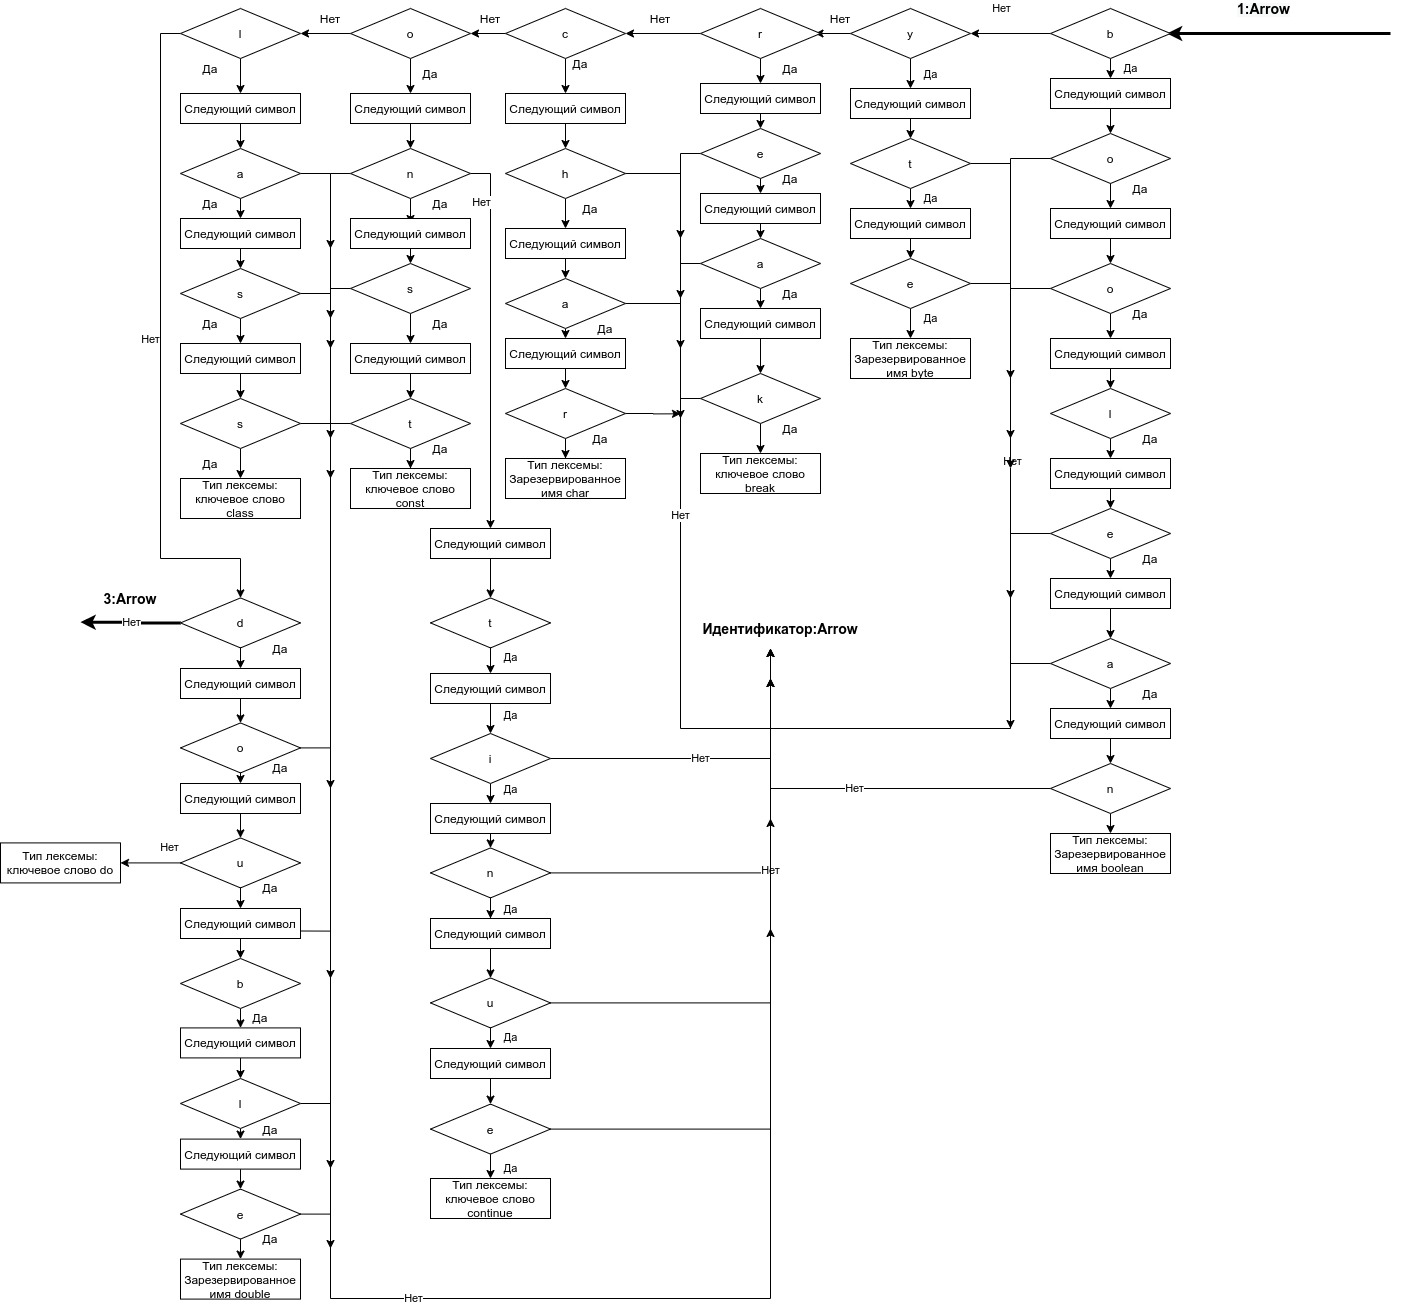 1:Arrow
Нет
Нет
Нет
Нет
Нет
l
o
c
r
y
b
Да
Да
Да
Да
Да
Да
Следующий символ
Следующий символ
Следующий символ
Следующий символ
Следующий символ
Следующий символ
a
n
h
e
t
o
Да
Да
Нет
Да
Да
Да
Да
Следующий символ
Следующий символ
Следующий символ
Следующий символ
Следующий символ
Следующий символ
s
s
a
a
e
o
Да
Да
Да
Да
Да
Да
Нет
Следующий символ
Следующий символ
Следующий символ
Следующий символ
Тип лексемы:
Зарезервированное
имя byte
Следующий символ
s
t
r
k
l
Да
Да
Да
Да
Да
Нет
Тип лексемы:
ключевое слово
class
Тип лексемы:
ключевое слово
const
Тип лексемы:
Зарезервированное
имя char
Тип лексемы:
ключевое слово
break
Следующий символ
Нет
Следующий символ
e
Да
3:Arrow
Нет
d
t
Идентификатор:Arrow
Следующий символ
Да
Да
a
Следующий символ
Следующий символ
Да
Да
Следующий символ
o
i
Нет
Да
Да
Нет
n
Следующий символ
Следующий символ
Нет
Тип лексемы:
ключевое слово do
u
n
Нет
Тип лексемы:
Зарезервированное
имя boolean
Да
Да
Следующий символ
Следующий символ
b
u
Да
Да
Следующий символ
Следующий символ
l
e
Да
Следующий символ
Да
Тип лексемы:
ключевое слово
continue
e
Да
Тип лексемы:
Зарезервированное
имя double
Нет